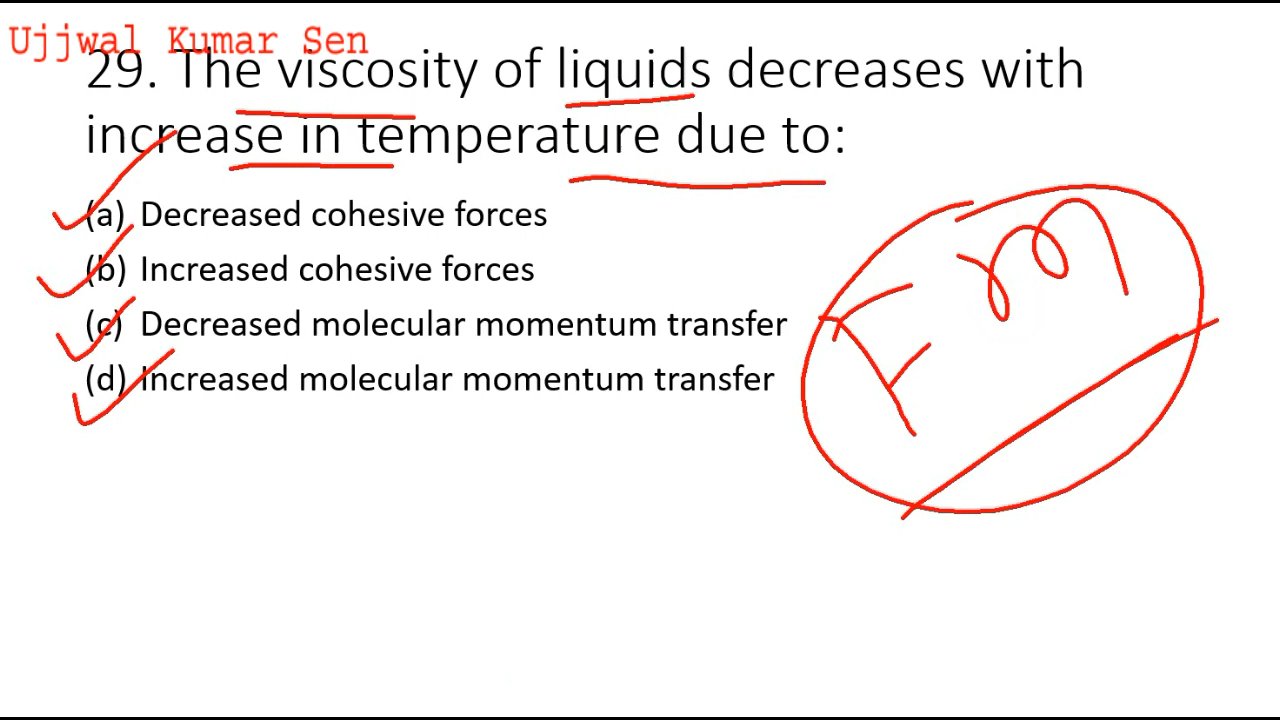 Ujjwal Kumar Sen
29. The viscosity of liquids decreases with
increase in temperature due to:
(a) Decreased cohesive forces
(b) Increased cohesive forces
(c) Decreased molecular momentum transfer
(d) Increased molecular momentum transfer